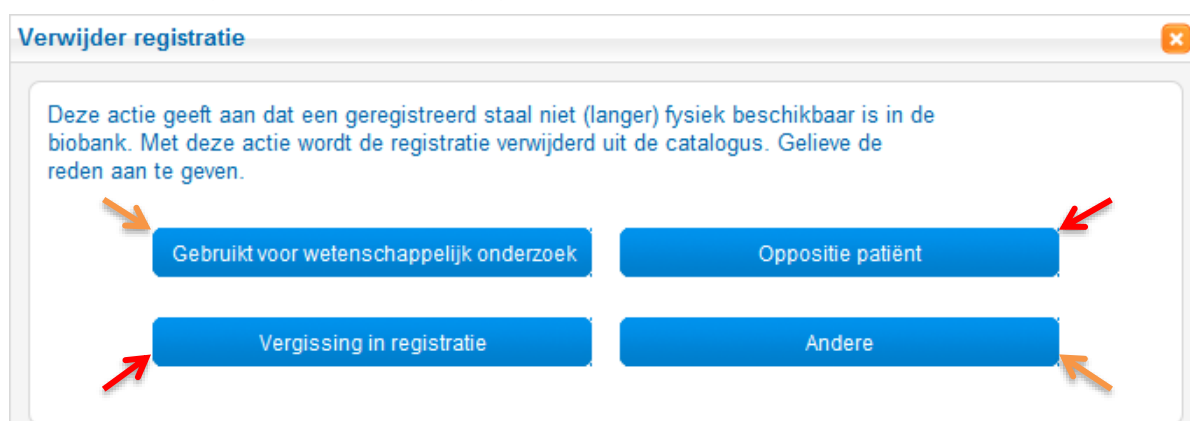 Verwijder registratie
Deze actie geeft aan dat een geregistreerd staal niet (langer) fysiek beschikbaar is in de
biobank. Met deze actie wordt de registratie verwijderd uit de catalogus. Gelieve de
reden aan te geven.
Gebruikt voor wetenschappelijk onderzoek
Oppositie patiënt
Vergissing in registratie
Andere